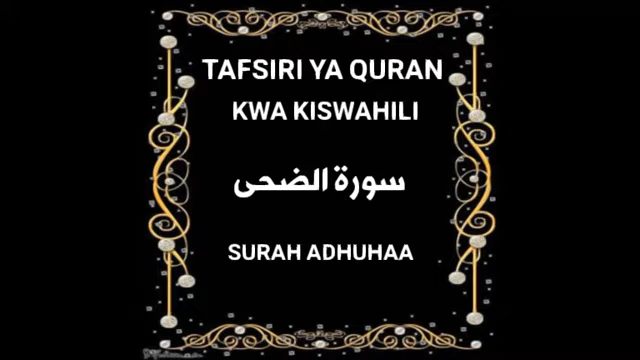 TAFSIRI YA QURAN
KWA KISWAHILI
سورة الضحى
SURAH ADHUHAA